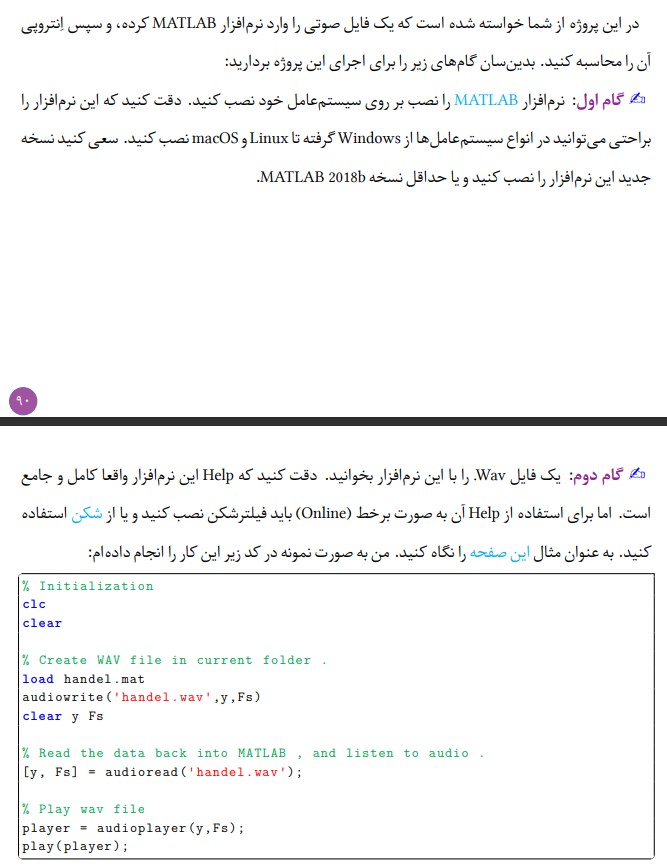 در این پروژه از شما خواسته شده است که یک فایل صوتی را وارد نرم‌افزار MATLAB کرده، و سپس اِنتروپی
آن را محاسبه کنید. بدین‌سان گام‌های زیر را برای اجرای این پروژه بردارید:
گام اول: نرم‌افزار MATLAB را نصب بر روی سیستم‌عامل خود نصب کنید. دقت کنید که این نرم‌افزار را
براحتی می‌توانید در انواع سیستم‌عامل‌ها از Windows گرفته تا Linux و macOS نصب کنید. سعی کنید نسخه
جدید این نرم‌افزار را نصب کنید و یا حداقل نسخه MATLAB 2018b.
۹۰
گام دوم: یک فایل Wav. را با این نرم‌افزار بخوانید. دقت کنید که Help این نرم‌افزار واقعا کامل و جامع
است. اما برای استفاده از Help آن به صورت برخط (Online) باید فیلترشکن نصب کنید و یا از شکن استفاده
کنید. به عنوان مثال این صفحه را نگاه کنید. من به صورت نمونه در کد زیر این کار را انجام داده‌ام:
% Initialization
clc
clear
% Create WAV file in current folder .
load handel.mat
audiowrite('handel.wav',y,Fs)
clear y Fs
% Read the data back into MATLAB , and listen to audio .
[y, Fs] = audioread('handel.wav');
% Play wav file
player = audioplayer(y,Fs);
play(player);